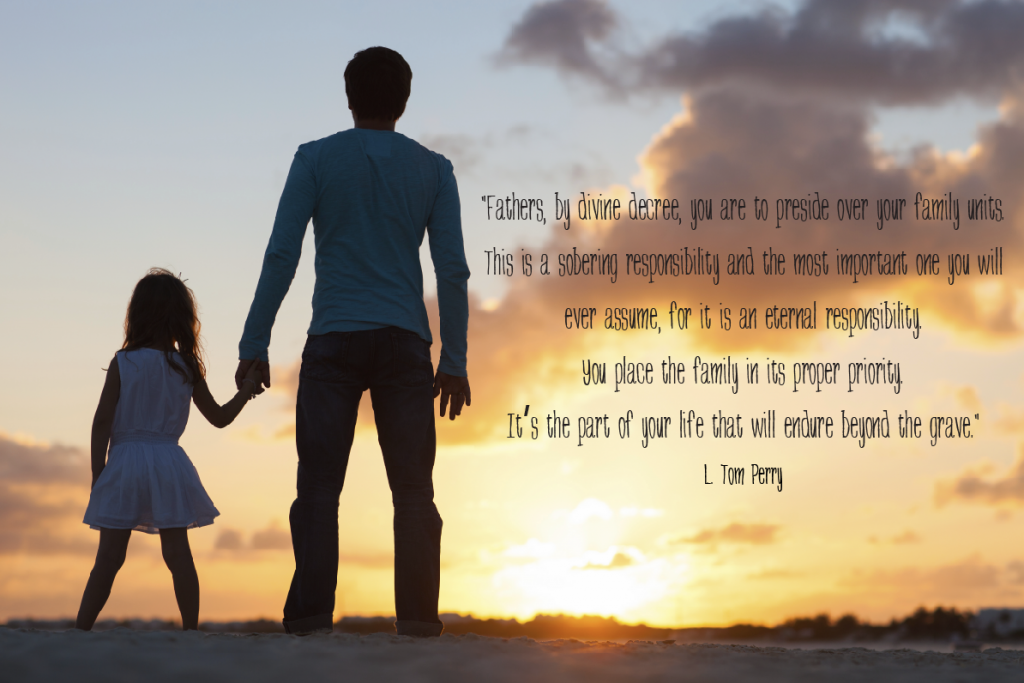 "Fathers, by divine decree, you are to preside over your family units.
This is a sobering responsibility and the most important one you will
ever assume, for it is an eternal responsibility.
You place the family in its proper priority.
It's the part of your life that will endure beyond the grave."
L. Tom Perry